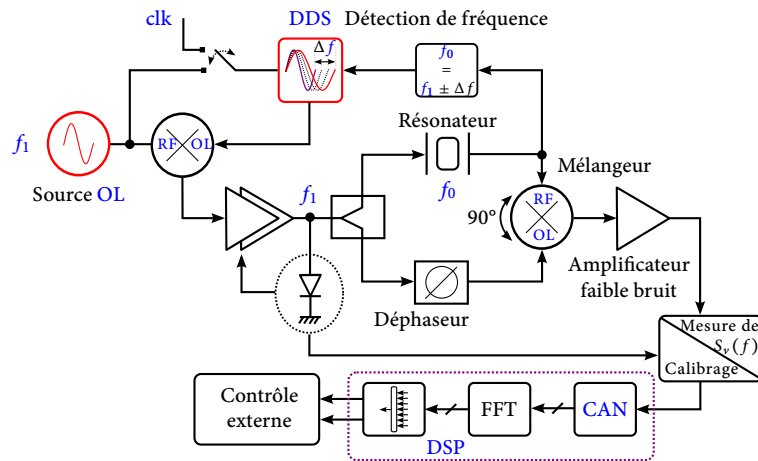 clk
DDS
Détection de fréquence
Δf
f0
=
f1 ± Δf
f1
RF
OL
Source OL
Résonateur
f0
f1
Mélangeur
90°
RF
OL
Déphaseur
Amplificateur
faible bruit
Mesure de
Sv(f)
Calibrage
Contrôle
externe
FFT
CAN
DSP